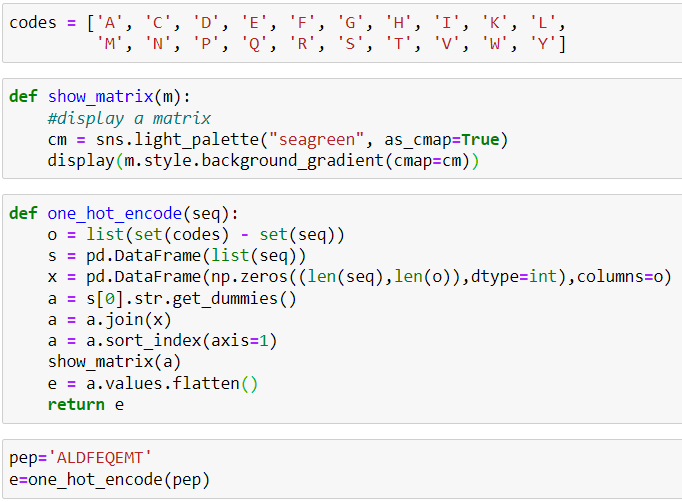 codes = ['A', 'C', 'D', 'E', 'F', 'G', 'H', 'I', 'K', 'L',
         'M', 'N', 'P', 'Q', 'R', 'S', 'T', 'V', 'W', 'Y']
def show_matrix(m):
    #display a matrix
    cm = sns.light_palette("seagreen", as_cmap=True)
    display(m.style.background_gradient(cmap=cm))
def one_hot_encode(seq):
    o = list(set(codes) - set(seq))
    s = pd.DataFrame(list(seq))
    x = pd.DataFrame(np.zeros((len(seq),len(o)),dtype=int),columns=o)
    a = s[0].str.get_dummies()
    a = a.join(x)
    a = a.sort_index(axis=1)
    show_matrix(a)
    e = a.values.flatten()
    return e
pep='ALDFEQEMT'
e=one_hot_encode(pep)